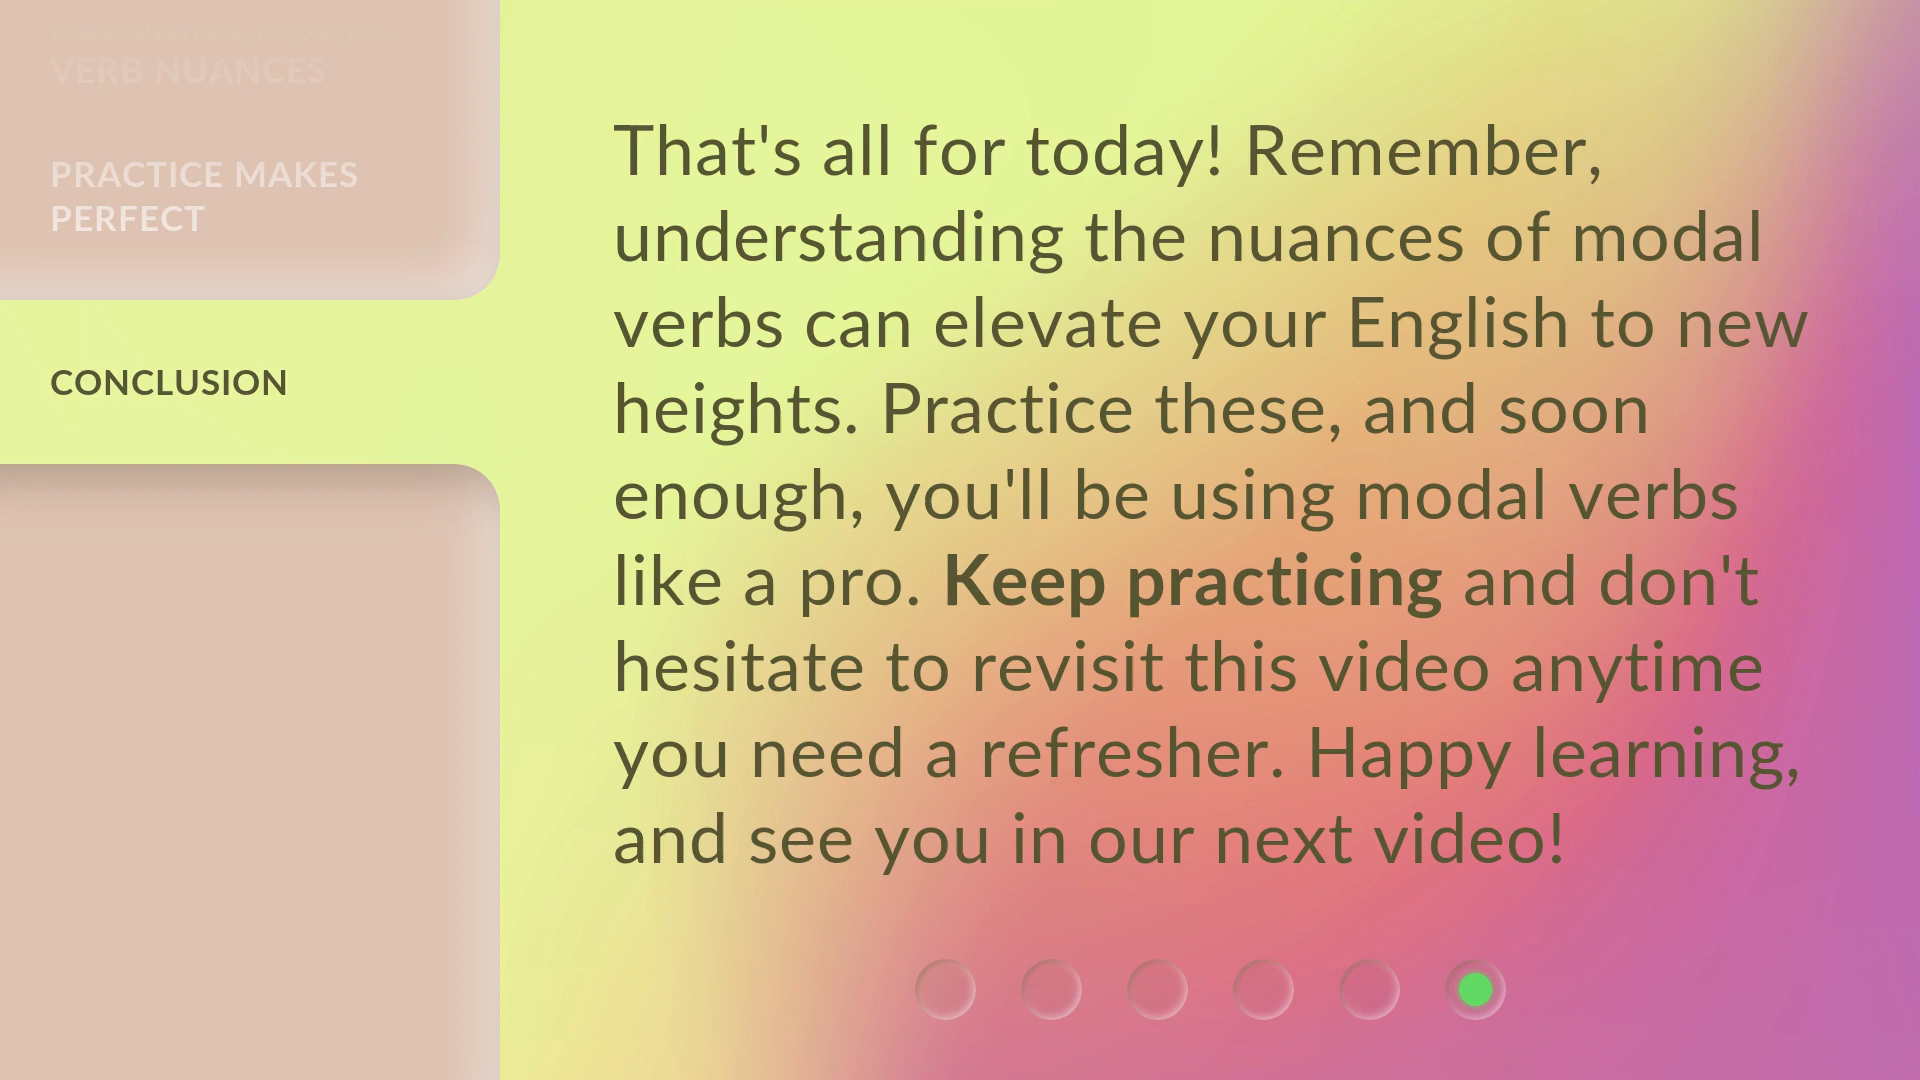 DECODING MODAL
VERB NUANCES
PRACTICE MAKES
PERFECT
CONCLUSION
That's all for today! Remember,
understanding the nuances of modal
verbs can elevate your English to new
heights. Practice these, and soon
enough, you'll be using modal verbs
like a pro. Keep practicing and don't
hesitate to revisit this video anytime
you need a refresher. Happy learning,
and see you in our next video!